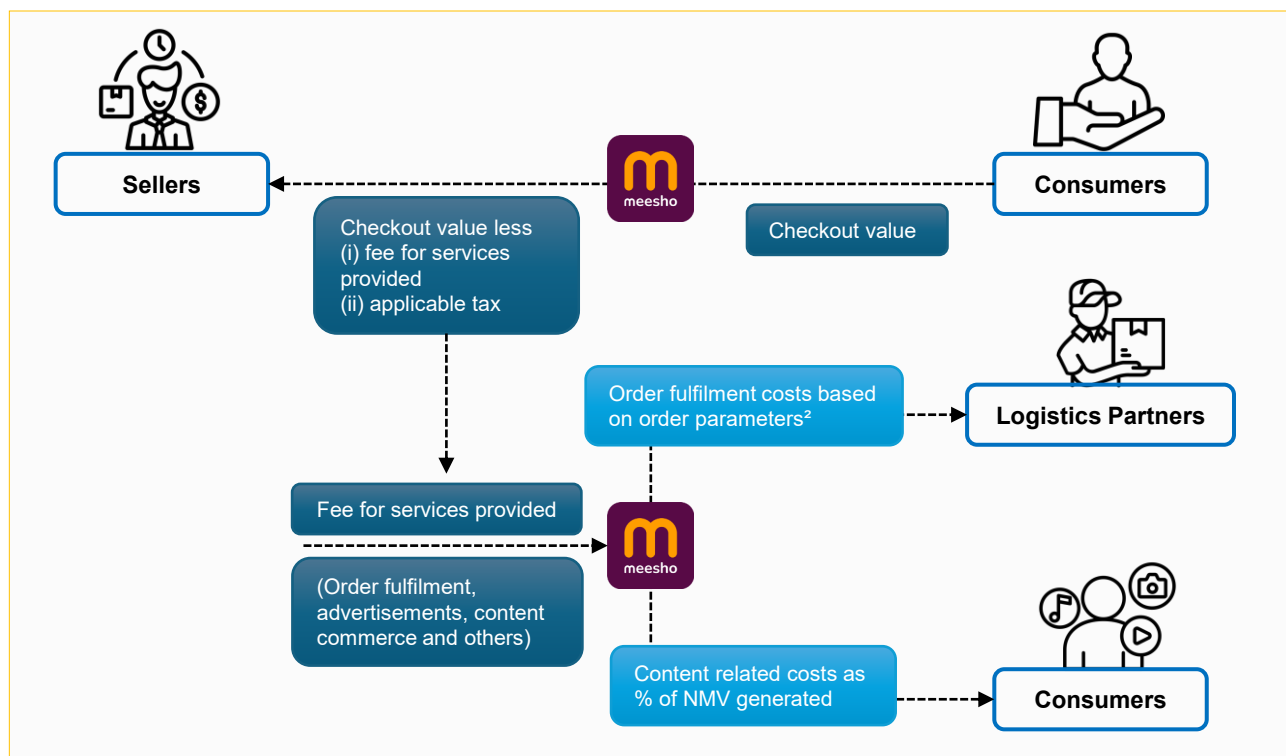 Sellers
meesho
Consumers
Checkout value less
(i) fee for services
provided
(ii) applicable tax
Checkout value
Order fulfilment costs based
on order parameters²
Logistics Partners
Fee for services provided
meesho
(Order fulfilment,
advertisements, content
commerce and others)
Content related costs as
% of NMV generated
Consumers